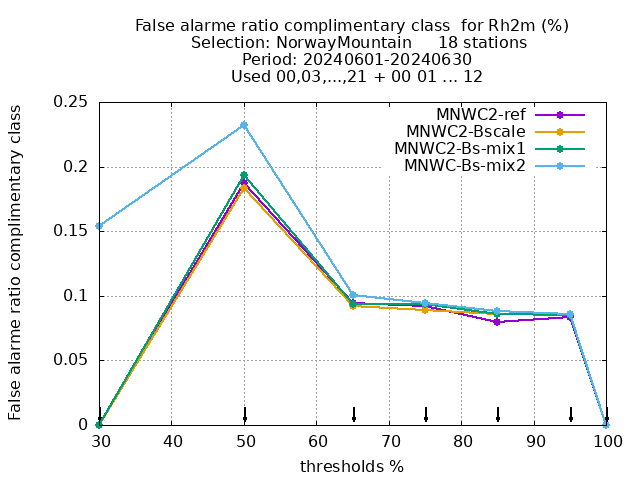 False alarme ratio complimentary class  for Rh2m (%)
Selection: NorwayMountain     18 stations
Period: 20240601-20240630
Used 00,03,...,21 + 00 01 ... 12
False alarme ratio complimentary class
0.25
0.2
0.15
0.1
0.05
0
MNWC2-ref
MNWC2-Bscale
MNWC2-Bs-mix1
MNWC-Bs-mix2
30 40 50 60 70 80 90 100
thresholds %